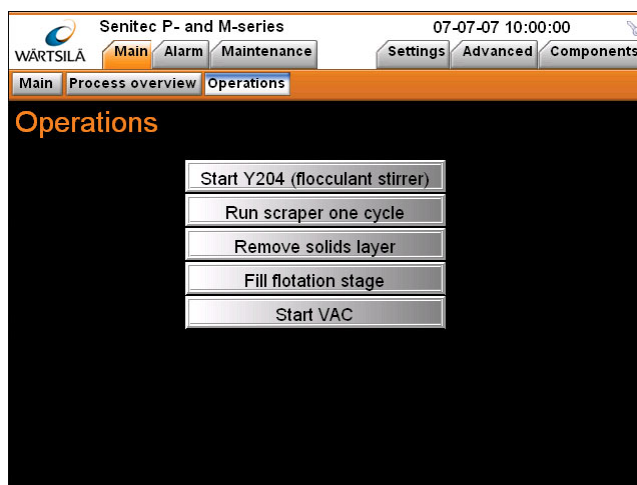 Senitec P- and M-series 07-07-07 10:00:00
WÄRTSILÄ Main Alarm Maintenance Settings Advanced Components
Main Process overview Operations
Operations
Start Y204 (flocculant stirrer)
Run scraper one cycle
Remove solids layer
Fill flotation stage
Start VAC